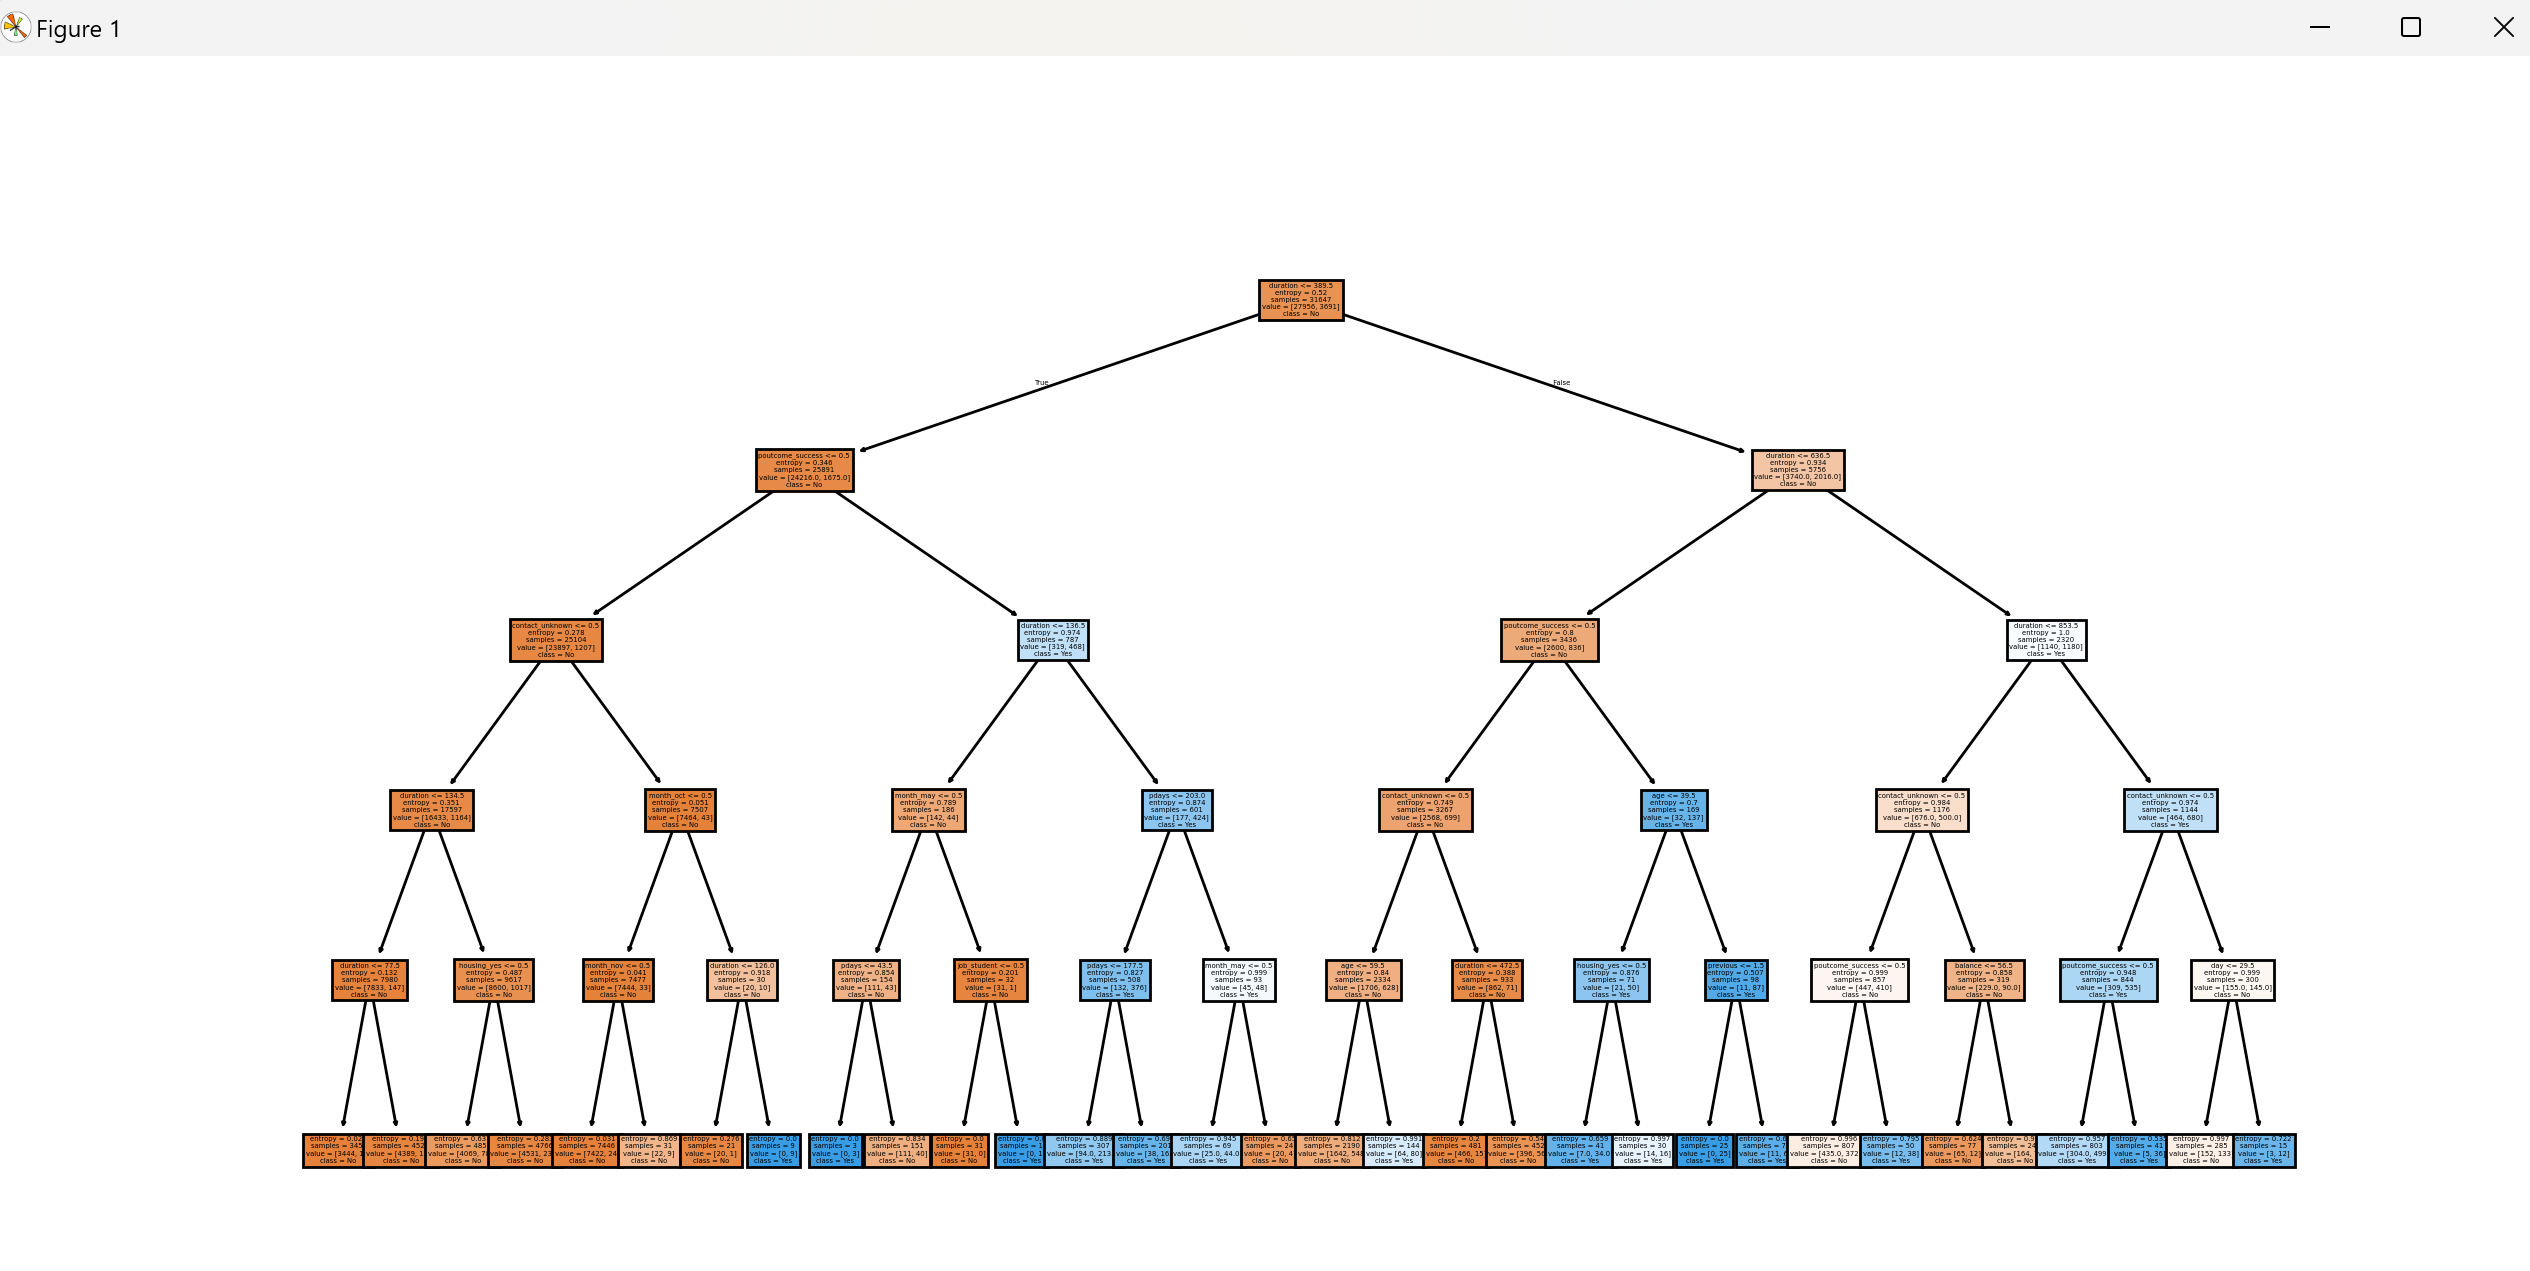 Figure 1
duration <= 389.5
entropy = 0.52
samples = 31647
value = [27956, 3691]
class = No
True
False
poutcome_success <= 0.5
entropy = 0.346
samples = 25891
value = [24216.0, 1675.0]
class = No
duration <= 636.5
entropy = 0.934
samples = 5756
value = [3740.0, 2016.0]
class = No
contact_unknown <= 0.5
entropy = 0.278
samples = 25104
value = [23897, 1207]
class = No
duration <= 136.5
entropy = 0.974
samples = 787
value = [319, 468]
class = Yes
poutcome_success <= 0.5
entropy = 0.8
samples = 3436
value = [2600, 836]
class = No
duration <= 853.5
entropy = 1.0
samples = 2320
value = [1140, 1180]
class = Yes
duration <= 134.5
entropy = 0.351
samples = 17597
value = [16433, 1164]
class = No
month_oct <= 0.5
entropy = 0.051
samples = 7507
value = [7464, 43]
class = No
month_may <= 0.5
entropy = 0.789
samples = 186
value = [142, 44]
class = No
pdays <= 203.0
entropy = 0.874
samples = 601
value = [177, 424]
class = Yes
contact_unknown <= 0.5
entropy = 0.749
samples = 3267
value = [2568, 699]
class = No
age <= 39.5
entropy = 0.7
samples = 169
value = [32, 137]
class = Yes
contact_unknown <= 0.5
entropy = 0.984
samples = 1176
value = [676.0, 500.0]
class = No
contact_unknown <= 0.5
entropy = 0.974
samples = 1144
value = [464, 680]
class = Yes
duration <= 77.5
entropy = 0.132
samples = 7980
value = [7833, 147]
class = No
housing_yes <= 0.5
entropy = 0.487
samples = 9617
value = [8600, 1017]
class = No
month_nov <= 0.5
entropy = 0.041
samples = 7477
value = [7444, 33]
class = No
duration <= 126.0
entropy = 0.918
samples = 30
value = [20, 10]
class = No
pdays <= 43.5
entropy = 0.854
samples = 154
value = [111, 43]
class = No
job_student <= 0.5
entropy = 0.201
samples = 32
value = [31, 1]
class = No
pdays <= 177.5
entropy = 0.827
samples = 508
value = [132, 376]
class = Yes
month_may <= 0.5
entropy = 0.999
samples = 93
value = [45, 48]
class = Yes
age <= 59.5
entropy = 0.84
samples = 2334
value = [1706, 628]
class = No
duration <= 472.5
entropy = 0.388
samples = 933
value = [862, 71]
class = No
housing_yes <= 0.5
entropy = 0.876
samples = 71
value = [21, 50]
class = Yes
previous <= 1.5
entropy = 0.507
samples = 98
value = [11, 87]
class = Yes
poutcome_success <= 0.5
entropy = 0.999
samples = 857
value = [447, 410]
class = No
balance <= 56.5
entropy = 0.858
samples = 319
value = [229.0, 90.0]
class = No
poutcome_success <= 0.5
entropy = 0.948
samples = 844
value = [309, 535]
class = Yes
day <= 29.5
entropy = 0.999
samples = 300
value = [155.0, 145.0]
class = No
entropy = 0.02
samples = 345
value = [3444, 1
class = No
entropy = 0.19
samples = 452
value = [4389, 1
class = No
entropy = 0.63
samples = 485
value = [4069, 7
class = No
entropy = 0.28
samples = 4766
value = [4531, 23
class = No
entropy = 0.031
samples = 7446
value = [7422, 24
class = No
entropy = 0.869
samples = 31
value = [22, 9]
class = No
entropy = 0.276
samples = 21
value = [20, 1]
class = No
entropy = 0.0
samples = 9
value = [0, 9]
class = Yes
entropy = 0.0
samples = 3
value = [0, 3]
class = Yes
entropy = 0.834
samples = 151
value = [111, 40]
class = No
entropy = 0.0
samples = 31
value = [31, 0]
class = No
entropy = 0.0
samples = 1
value = [0, 1
class = Yes
entropy = 0.889
samples = 307
value = [94.0, 213.
class = Yes
entropy = 0.69
samples = 201
value = [38, 16
class = Yes
entropy = 0.945
samples = 69
value = [25.0, 44.0
class = Yes
entropy = 0.65
samples = 24
value = [20, 4
class = No
entropy = 0.812
samples = 2190
value = [1642, 548
class = No
entropy = 0.991
samples = 144
value = [64, 80]
class = Yes
entropy = 0.2
samples = 481
value = [466, 15
class = No
entropy = 0.54
samples = 452
value = [396, 56
class = No
entropy = 0.659
samples = 41
value = [7.0, 34.0
class = Yes
entropy = 0.997
samples = 30
value = [14, 16]
class = Yes
entropy = 0.0
samples = 25
value = [0, 25]
class = Yes
entropy = 0.6
samples = 7
value = [11, 6
class = Yes
entropy = 0.996
samples = 807
value = [435.0, 372
class = No
entropy = 0.795
samples = 50
value = [12, 38]
class = Yes
entropy = 0.624
samples = 77
value = [65, 12
class = No
entropy = 0.9
samples = 24
value = [164,
class = No
entropy = 0.957
samples = 803
value = [304.0, 499
class = Yes
entropy = 0.535
samples = 41
value = [5, 36
class = Yes
entropy = 0.997
samples = 285
value = [152, 133
class = No
entropy = 0.722
samples = 15
value = [3, 12]
class = Yes